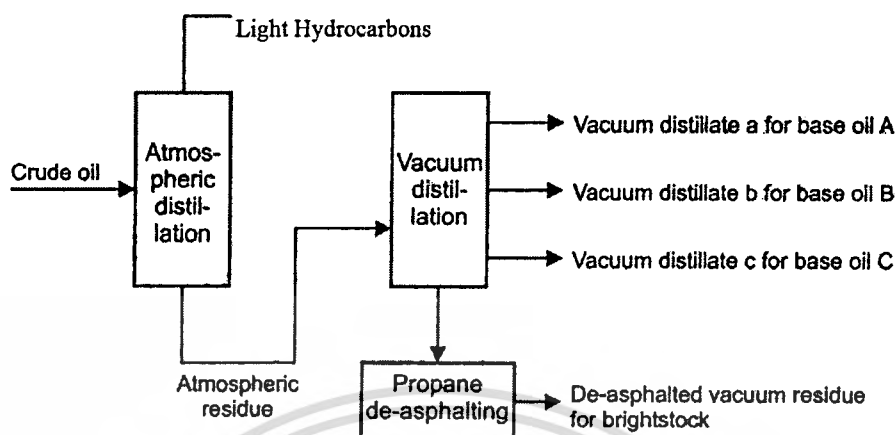 Light Hydrocarbons
Crude oil
Atmos-
pheric
distil-
lation
Vacuum
distil-
lation
Vacuum distillate a for base oil A
Vacuum distillate b for base oil B
Vacuum distillate c for base oil C
Atmospheric
residue
Propane
de-asphalting
De-asphalted vacuum residue
for brightstock